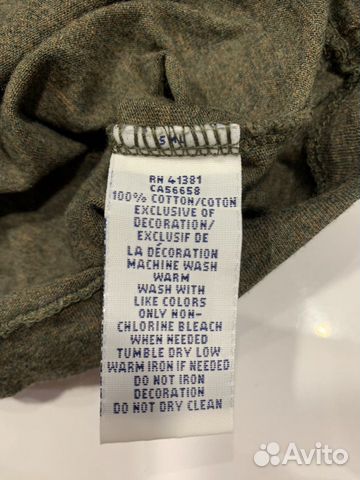 RN 41381
CA56658
100% COTTON/COTON
EXCLUSIVE OF
DECORATION/
EXCLUSIF DE
LA DÉCORATION
MACHINE WASH
WARM
WASH WITH
LIKE COLORS
ONLY NON-
CHLORINE BLEACH
WHEN NEEDED
TUMBLE DRY LOW
WARM IRON IF NEEDED
DO NOT IRON
DECORATION
DO NOT DRY CLEAN
Avito